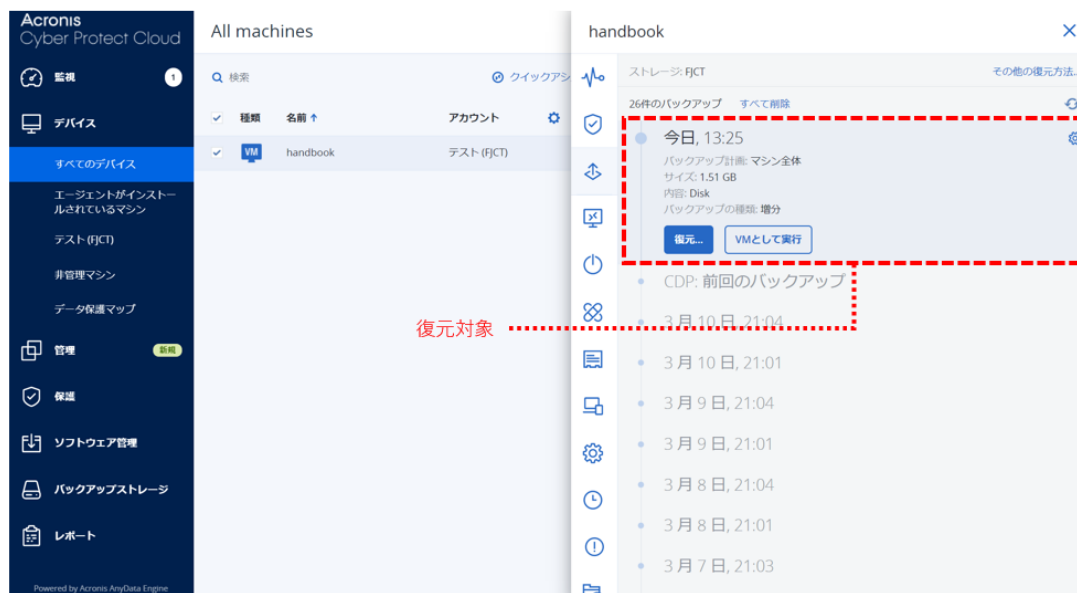 Acronis
Cyber Protect Cloud
監視
1
デバイス
すべてのデバイス
エージェントがインストー
ルされているマシン
テスト(FJCT)
非管理マシン
データ保護マップ
管理
新規
保護
ソフトウェア管理
バックアップストレージ
レポート
Powered by Acronis AnyData Engine
All machines
検索
クイックアシ
種類 名前 アカウント
VM handbook テスト(FJCT)
復元対象
handbook
ストレージ: FJCT その他の復元方法...
26件のバックアップ すべて削除
今日, 13:25
バックアップ計画: マシン全体
サイズ: 1.51 GB
内容: Disk
バックアップの種類: 増分
復元... VMとして実行
CDP: 前回のバックアップ
3 月 10 日, 21:04
3 月 10 日, 21:01
3 月 9 日, 21:04
3 月 9 日, 21:01
3 月 8 日, 21:04
3 月 8 日, 21:01
3 月 7 日, 21:03